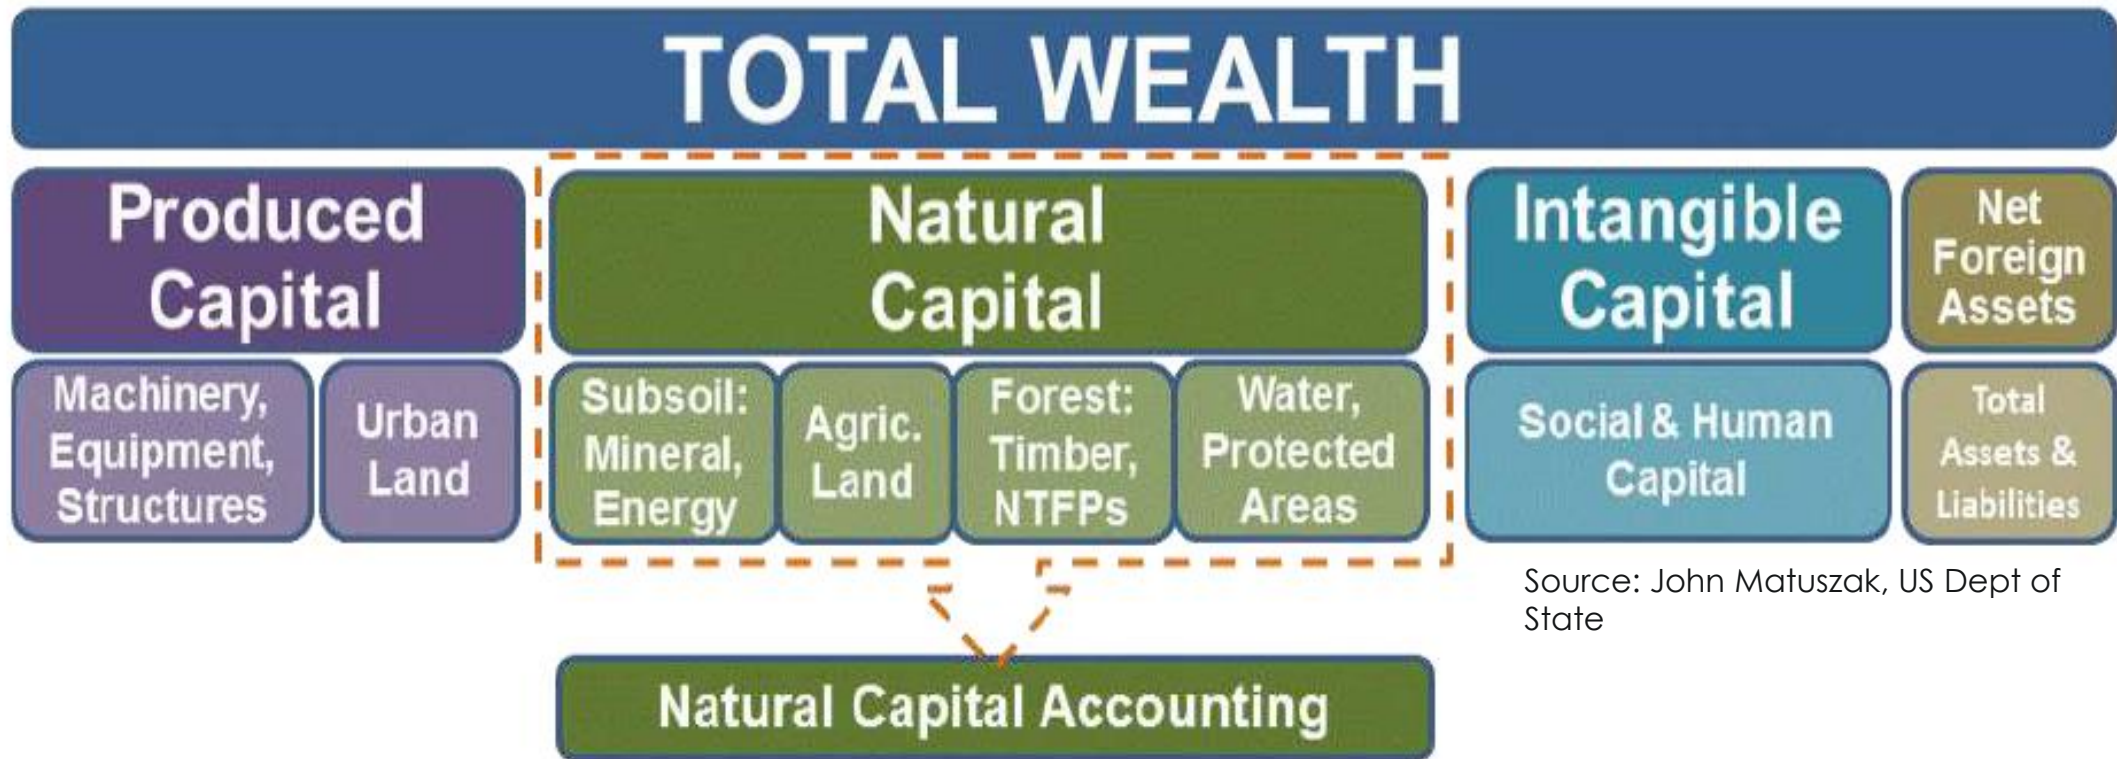 TOTAL WEALTH
Produced
Capital
Natural
Capital
Intangible
Capital
Net
Foreign
Assets
Machinery,
Equipment,
Structures
Urban
Land
Subsoil:
Mineral,
Energy
Agric.
Land
Forest:
Timber,
NTFPs
Water,
Protected
Areas
Social & Human
Capital
Total
Assets &
Liabilities
Source: John Matuszak, US Dept of
State
Natural Capital Accounting